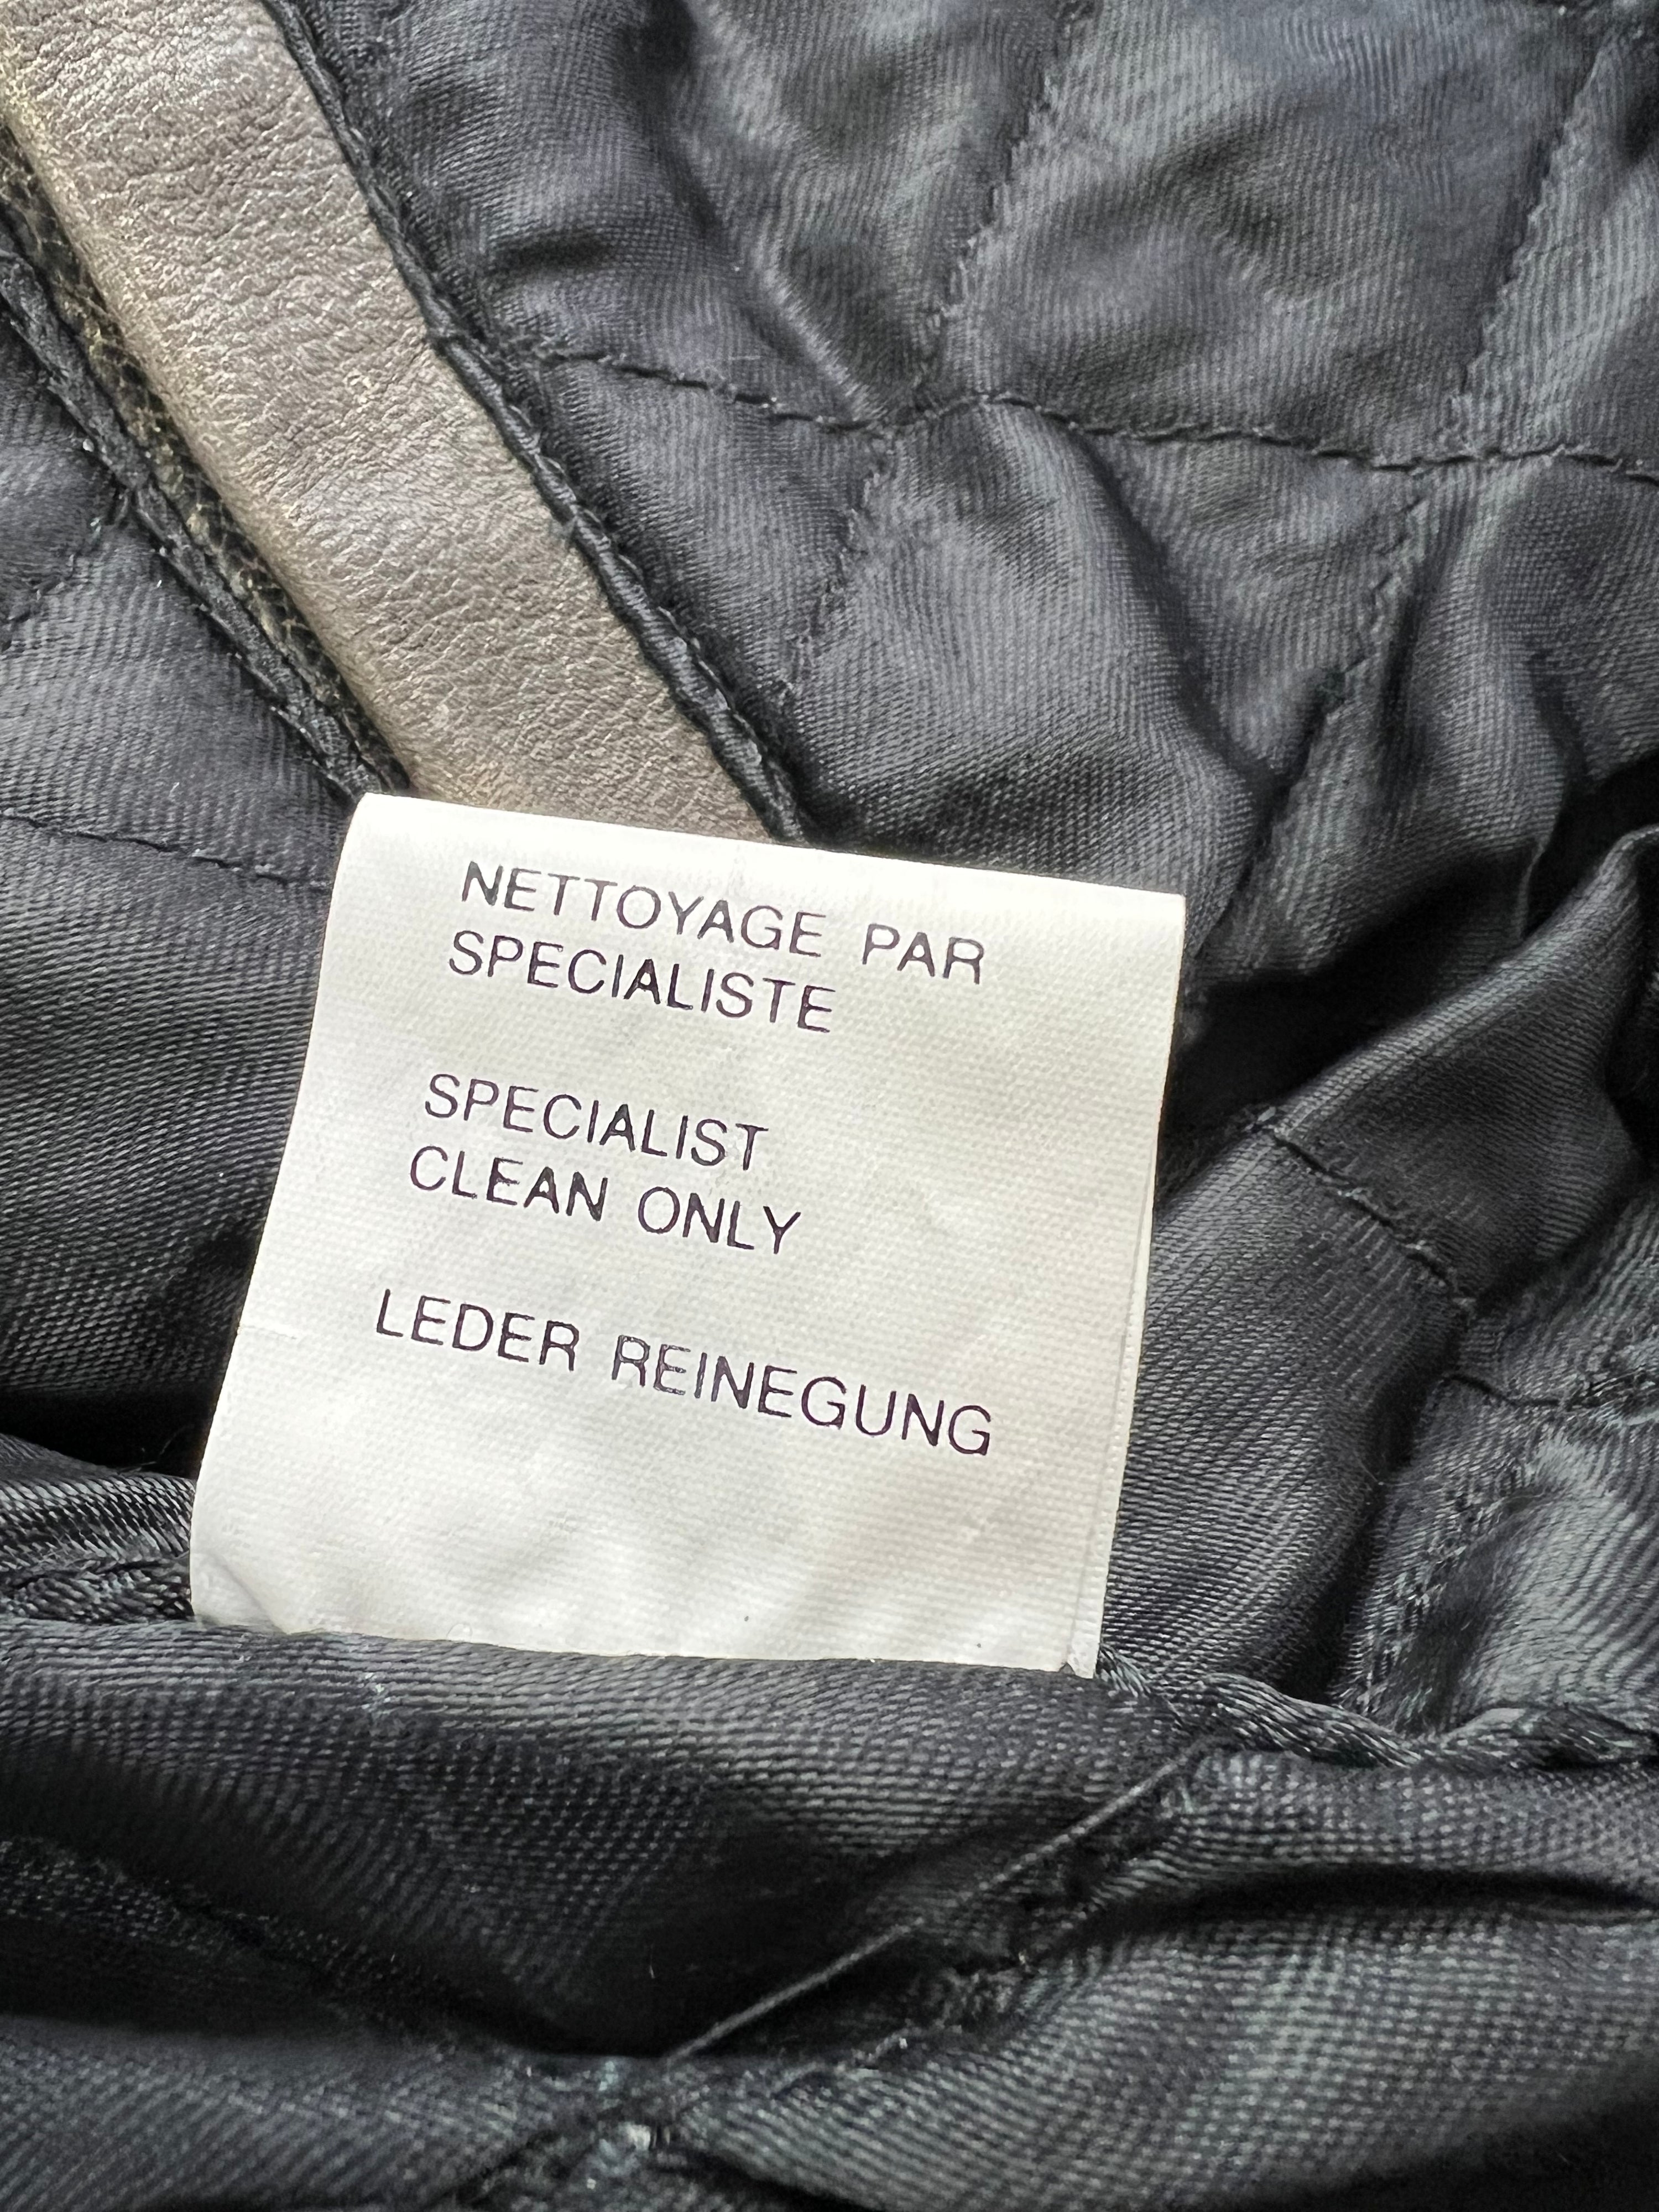 NETTOYAGE PAR
SPECIALISTE
SPECIALIST
CLEAN ONLY
LEDER REINEGUNG